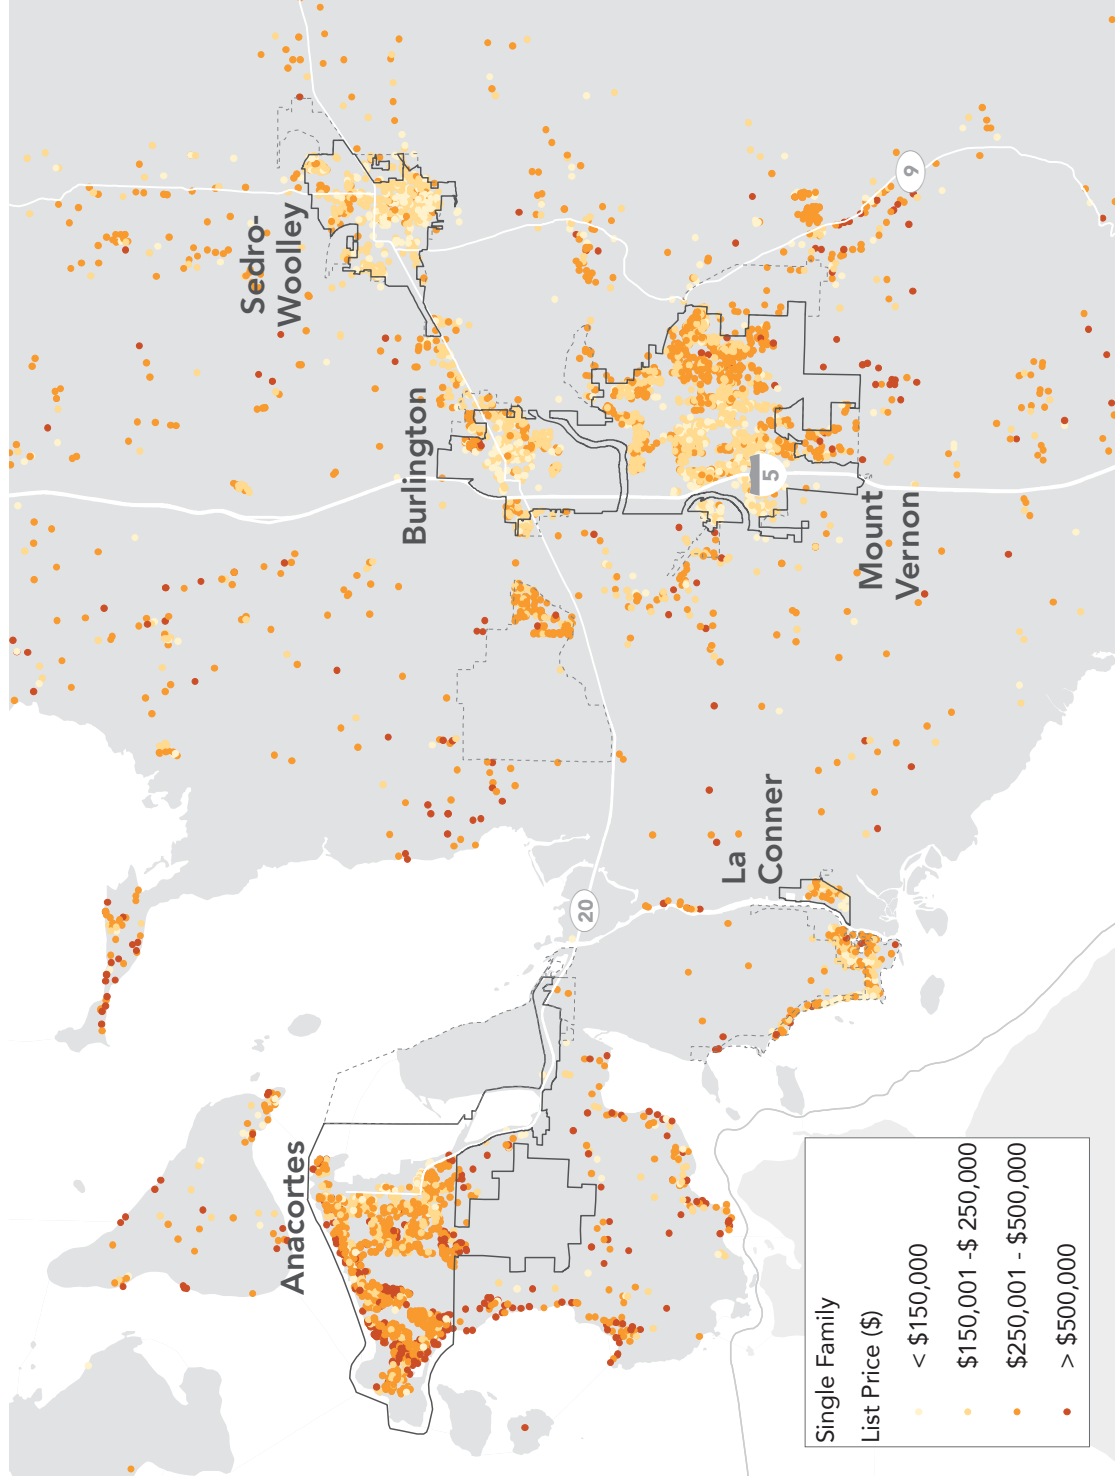 Sedro-
Woolley
9
Burlington
5
Mount
Vernon
La
Conner
20
Anacortes
Single Family
List Price ($)
< $150,000
$150,001 -$ 250,000
$250,001 - $500,000
> $500,000